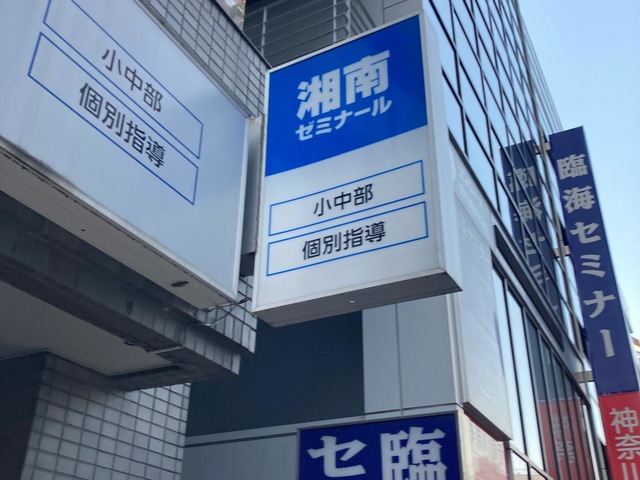 小中部
個別指導
湘南
ゼミナール
小中部
個別指導
臨海セミナー
神奈川
セ臨